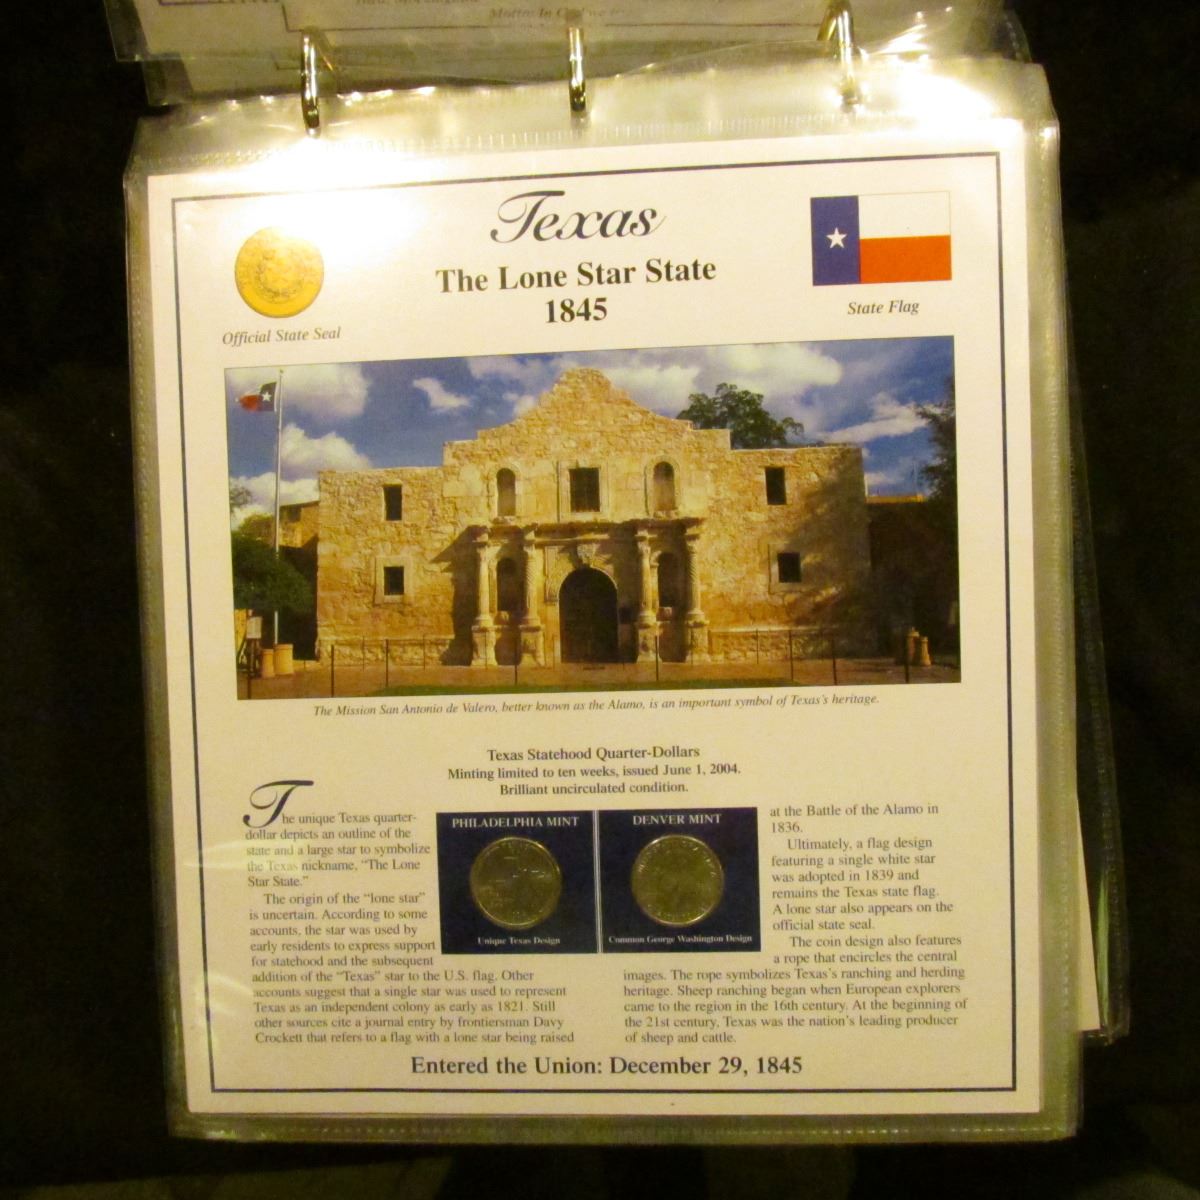 Motto: In God we
Texas
The Lone Star State
1845
Official State Seal
State Flag
The Mission San Antonio de Valero, better known as the Alamo, is an important symbol of Texas's heritage.
Texas Statehood Quarter-Dollars
Minting limited to ten weeks, issued June 1, 2004.
Brilliant uncirculated condition.
The unique Texas quarter-
dollar depicts an outline of the
state and a large star to symbolize
the Texas nickname, "The Lone
Star State."
The origin of the "lone star"
is uncertain. According to some
accounts, the star was used by
early residents to express support
for statehood and the subsequent
addition of the "Texas" star to the U.S. flag. Other
accounts suggest that a single star was used to represent
Texas as an independent colony as early as 1821. Still
other sources cite a journal entry by frontiersman Davy
Crockett that refers to a flag with a lone star being raised
PHILADELPHIA MINT
Unique Texas Design
DENVER MINT
Common George Washington Design
at the Battle of the Alamo in
1836.
Ultimately, a flag design
featuring a single white star
was adopted in 1839 and
remains the Texas state flag.
A lone star also appears on the
official state seal.
The coin design also features
a rope that encircles the central
images. The rope symbolizes Texas's ranching and herding
heritage. Sheep ranching began when European explorers
came to the region in the 16th century. At the beginning of
the 21st century, Texas was the nation's leading producer
of sheep and cattle.
Entered the Union: December 29, 1845